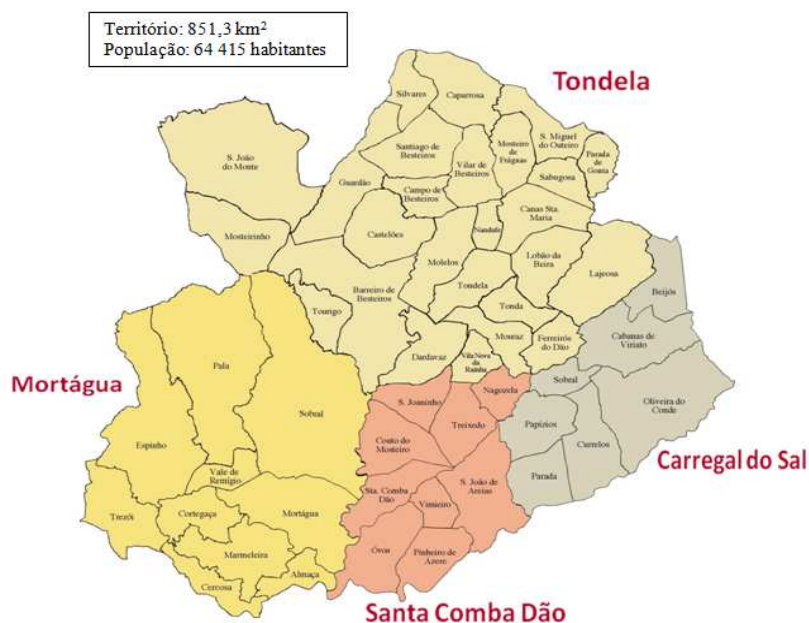 Território: 851,3 km²
População: 64 415 habitantes
Tondela
Silvares
Caparrosa
S. João
do Monte
Santiago de
Besteiros
Mosteiro
de Fráguas
S. Miguel
do Outeiro
Parada
de
Gonta
Guardão
Vilar de
Besteiros
Sabugosa
Campo de
Besteiros
Canas Sta.
Maria
Mosteirinho
Castelões
Nandufe
Molelos
Lobão da
Beira
Lajeosa
Tondela
Barreiro de
Besteiros
Beijós
Tourigo
Tonda
Mouraz
Ferreirós
do Dão
Cabanas de
Viriato
Dardavaz
Vila Nova
da
Rainha
Pala
Mortágua
Sobral
Nagozela
Sobral
S. Joaninho
Oliveira do
Conde
Treixedo
Papízios
Espinho
Couto do
Mosteiro
Currelos
Carregal do Sal
Vale de
Remígio
Parada
S. João de
Areias
Sta. Comba
Dão
Vimieiro
Trezói
Cortegaça
Mortágua
Marmeleira
Óvoa
Pinheiro de
Ázere
Almaça
Cercosa
Santa Comba Dão